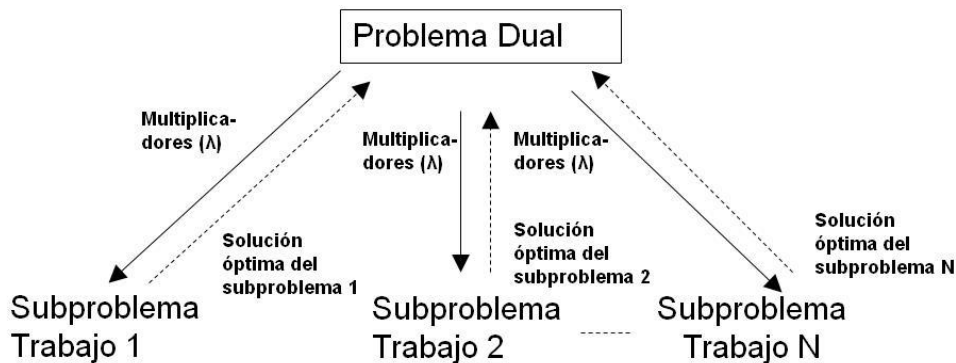 Problema Dual
Multiplica-
dores (λ)
Multiplica-
dores (λ)
Multiplica-
dores (λ)
Solución
óptima del
subproblema 1
Solución
óptima del
subproblema 2
Solución
óptima del
subproblema N
Subproblema
Trabajo 1
Subproblema
Trabajo 2
Subproblema
Trabajo N